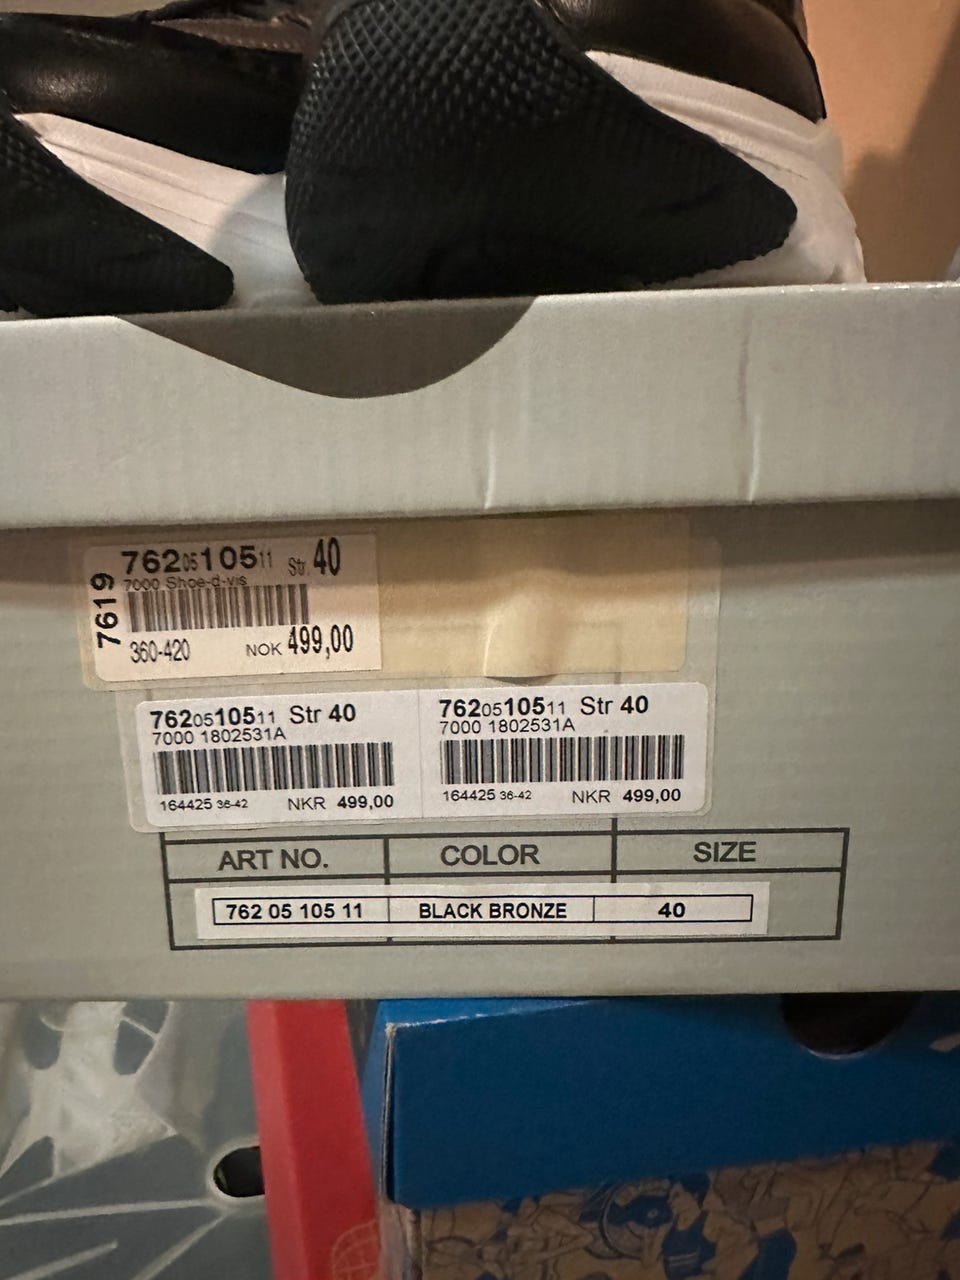 7619
762 05 105 11 Str. 40
7000 Shoe-d-vis
360-420 NOK 499,00
762 05 105 11 Str 40
7000 1802531A
164425 36-42 NKR 499,00
762 05 105 11 Str 40
7000 1802531A
164425 36-42 NKR 499,00
ART NO. COLOR SIZE
762 05 105 11 BLACK BRONZE 40